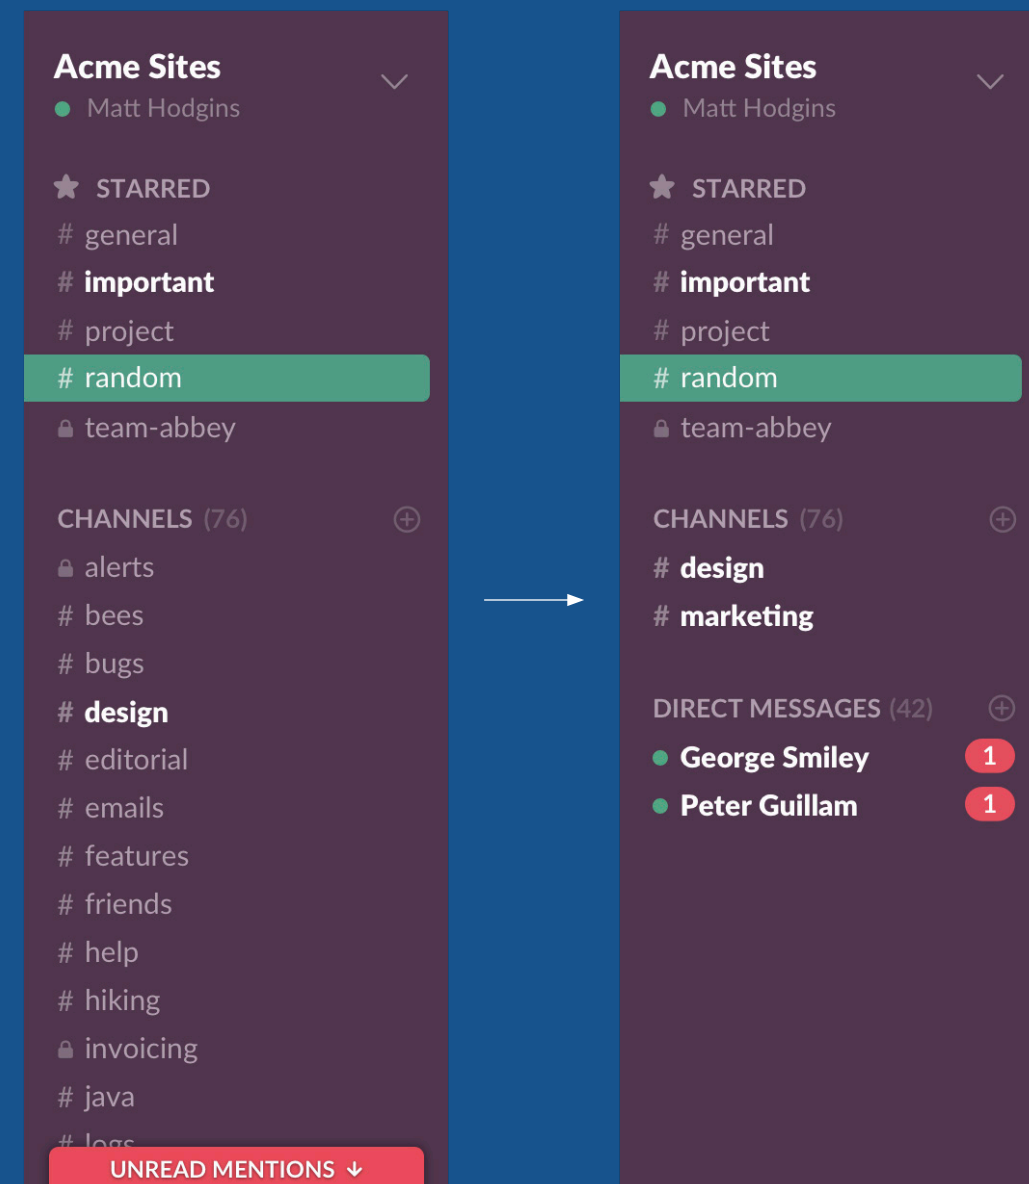 Acme Sites
Matt Hodgins
STARRED
# general
# important
# project
# random
team-abbey
CHANNELS (76)
alerts
# bees
# bugs
# design
# editorial
# emails
# features
# friends
# help
# hiking
invoicing
# java
# logs
UNREAD MENTIONS ↓
Acme Sites
Matt Hodgins
STARRED
# general
# important
# project
# random
team-abbey
CHANNELS (76)
# design
# marketing
DIRECT MESSAGES (42)
George Smiley 1
Peter Guillam 1